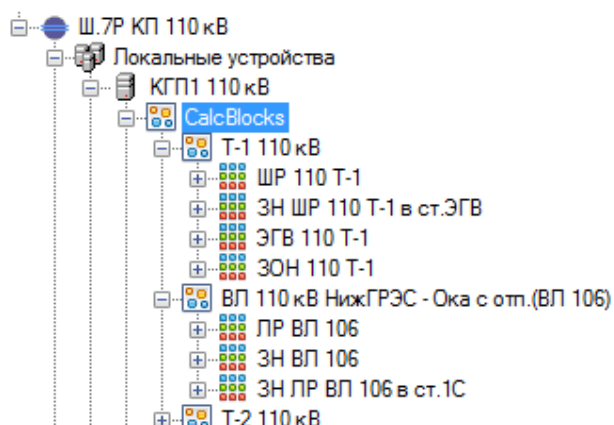 Ш.7Р КП 110 кВ
Локальные устройства
КГП1 110 кВ
CalcBlocks
Т-1 110 кВ
ШР 110 Т-1
ЗН ШР 110 Т-1 в ст.ЭГВ
ЭГВ 110 Т-1
ЗОН 110 Т-1
ВЛ 110 кВ НижГРЭС - Ока с отп.(ВЛ 106)
ЛР ВЛ 106
ЗН ВЛ 106
ЗН ЛР ВЛ 106 в ст.1С
Т-2 110 кВ